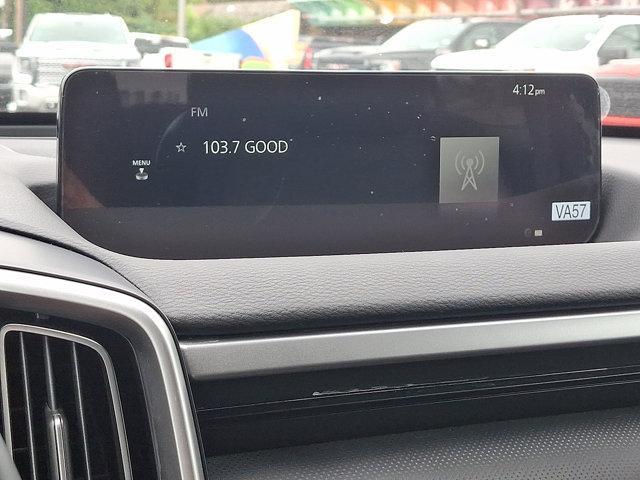 4:12pm
FM
☆ 103.7 GOOD
MENU
VA57